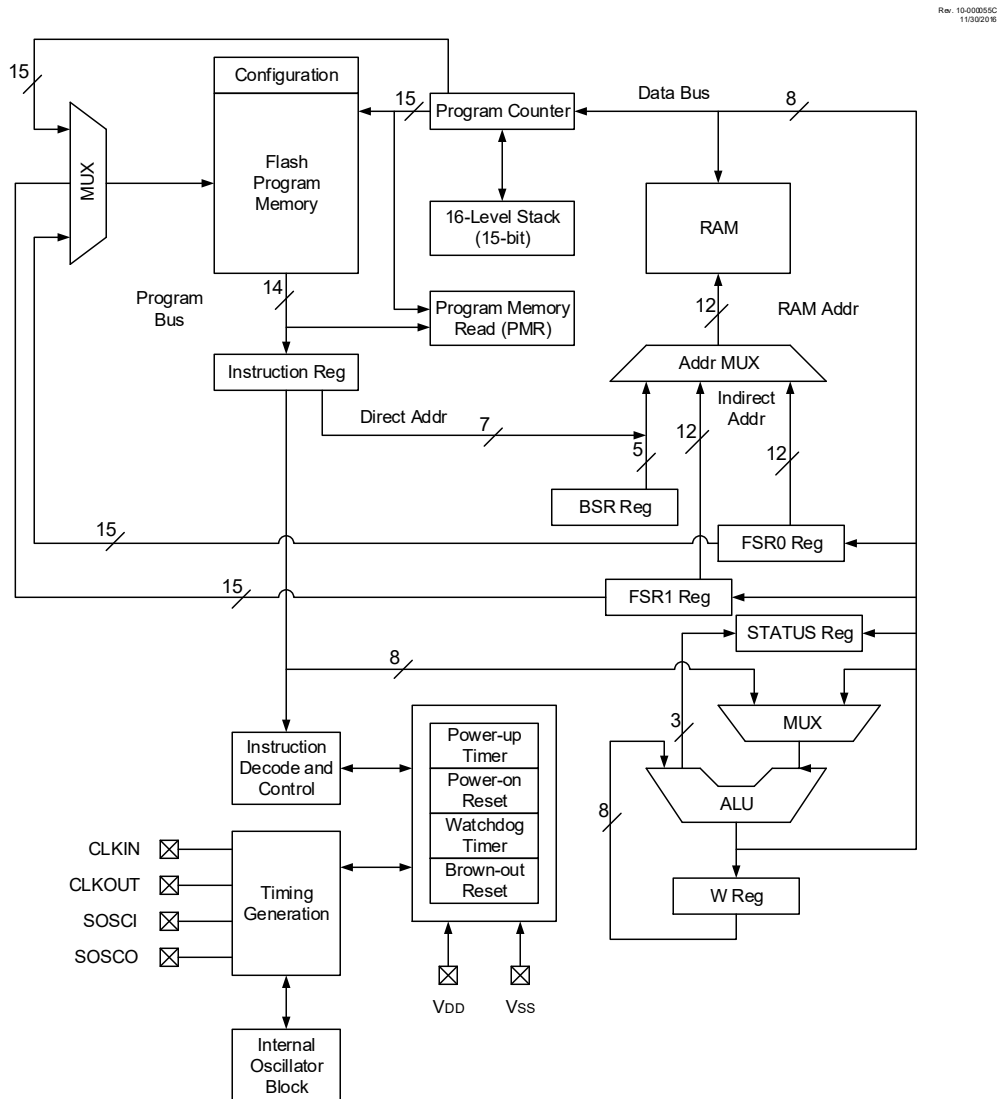 Rev. 10-000055C
11/30/2016
15
Configuration
15
Program Counter
Data Bus
8
MUX
Flash
Program
Memory
16-Level Stack
(15-bit)
RAM
Program
Bus
14
Program Memory
Read (PMR)
12
RAM Addr
Instruction Reg
Addr MUX
Direct Addr
7
Indirect
Addr
5
12
12
BSR Reg
15
FSR0 Reg
15
FSR1 Reg
STATUS Reg
8
MUX
3
Instruction
Decode and
Control
Power-up
Timer
Power-on
Reset
Watchdog
Timer
Brown-out
Reset
ALU
8
W Reg
CLKIN
CLKOUT
SOSCI
SOSCO
Timing
Generation
VDD
VSS
Internal
Oscillator
Block